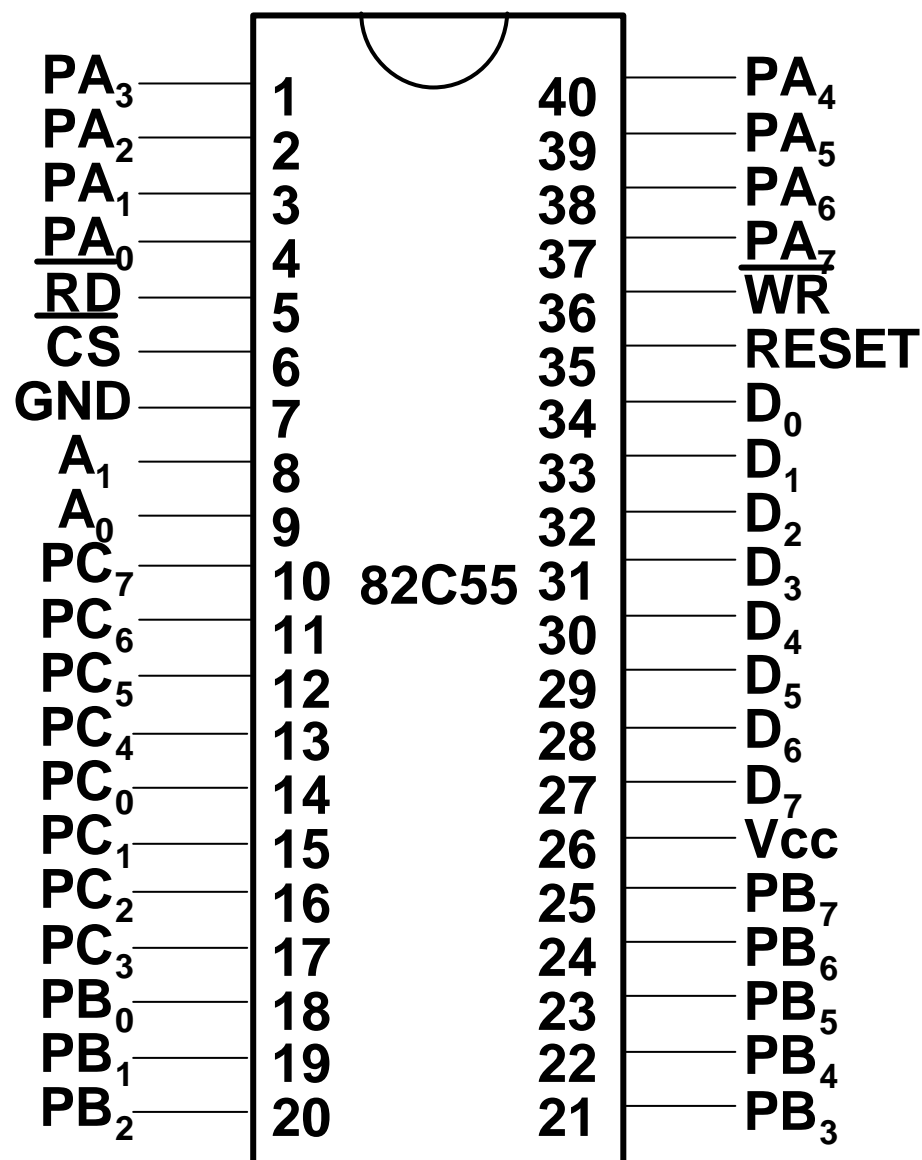 PA₃ 1 40 PA₄
PA₂ 2 39 PA₅
PA₁ 3 38 PA₆
PA₀ 4 37 PA₇
R̅D̅ 5 36 W̅R̅
C̅S̅ 6 35 RESET
GND 7 34 D₀
A₁ 8 33 D₁
A₀ 9 32 D₂
PC₇ 10 82C55 31 D₃
PC₆ 11 30 D₄
PC₅ 12 29 D₅
PC₄ 13 28 D₆
PC₀ 14 27 D₇
PC₁ 15 26 Vcc
PC₂ 16 25 PB₇
PC₃ 17 24 PB₆
PB₀ 18 23 PB₅
PB₁ 19 22 PB₄
PB₂ 20 21 PB₃